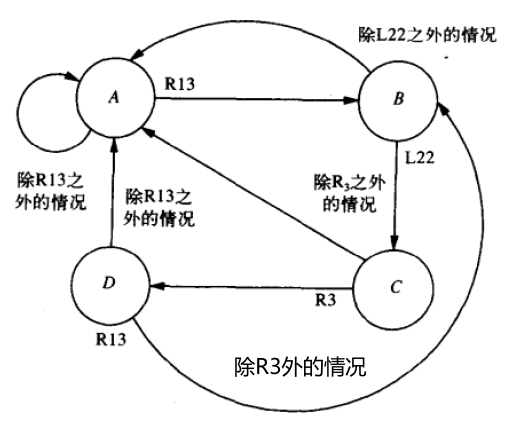 除L22之外的情况
R13
A
B
L22
除R13之
外的情况
除R13之
外的情况
除R₃之外
的情况
D
C
R3
R13
除R3外的情况